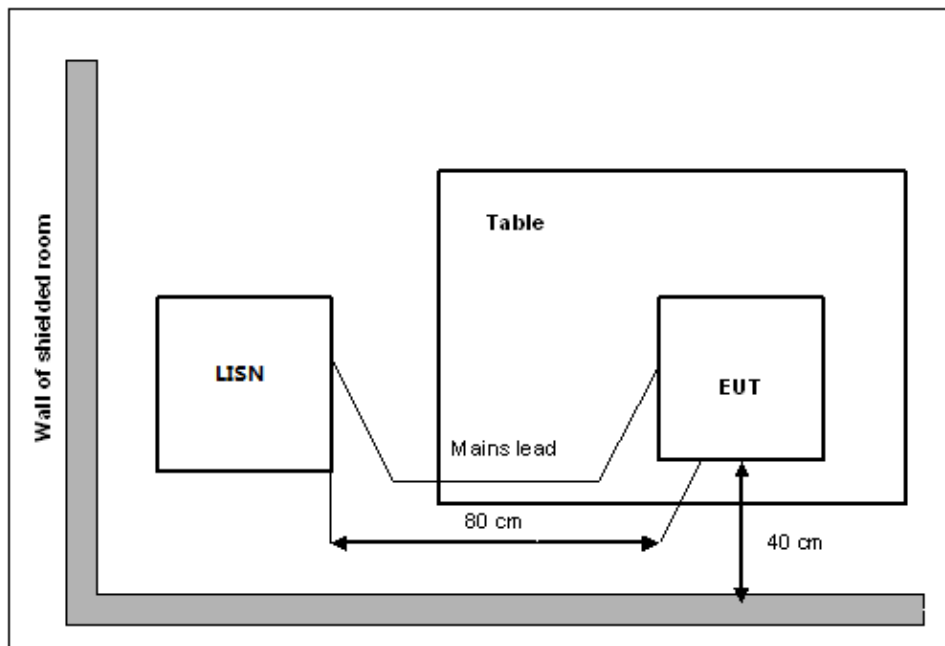 Wall of shielded room
Table
LISN
EUT
Mains lead
80 cm
40 cm